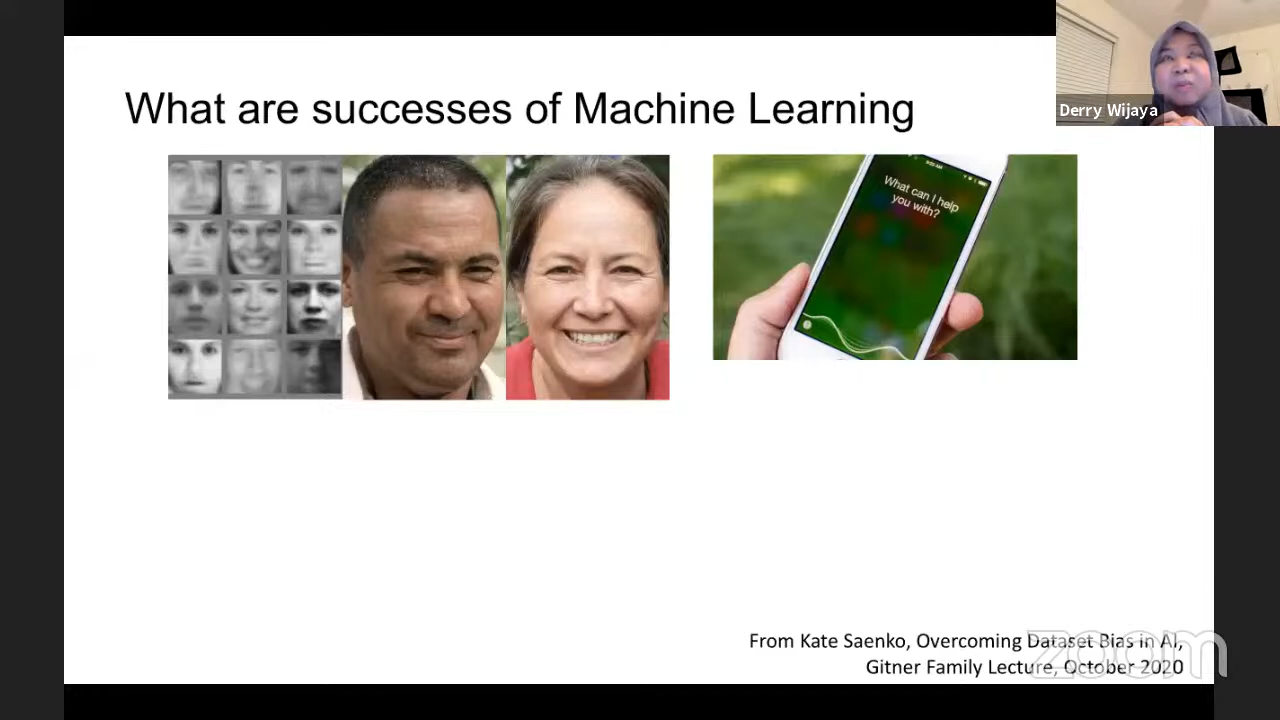 What are successes of Machine Learning
Derry Wijaya
What can I help
you with?
From Kate Saenko, Overcoming Dataset Bias in AI,
Gitner Family Lecture, October 2020
zoom